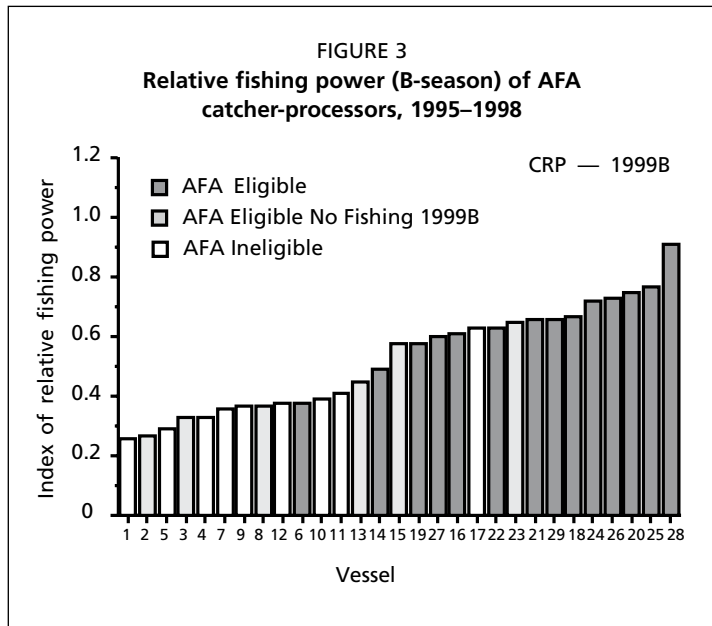 FIGURE 3
Relative fishing power (B-season) of AFA
catcher-processors, 1995–1998
CRP — 1999B
AFA Eligible
AFA Eligible No Fishing 1999B
AFA Ineligible
Index of relative fishing power
1.2
1.0
0.8
0.6
0.4
0.2
0
1 2 5 3 4 7 9 8 12 6 10 11 13 14 15 19 27 16 17 22 23 21 29 18 24 26 20 25 28
Vessel